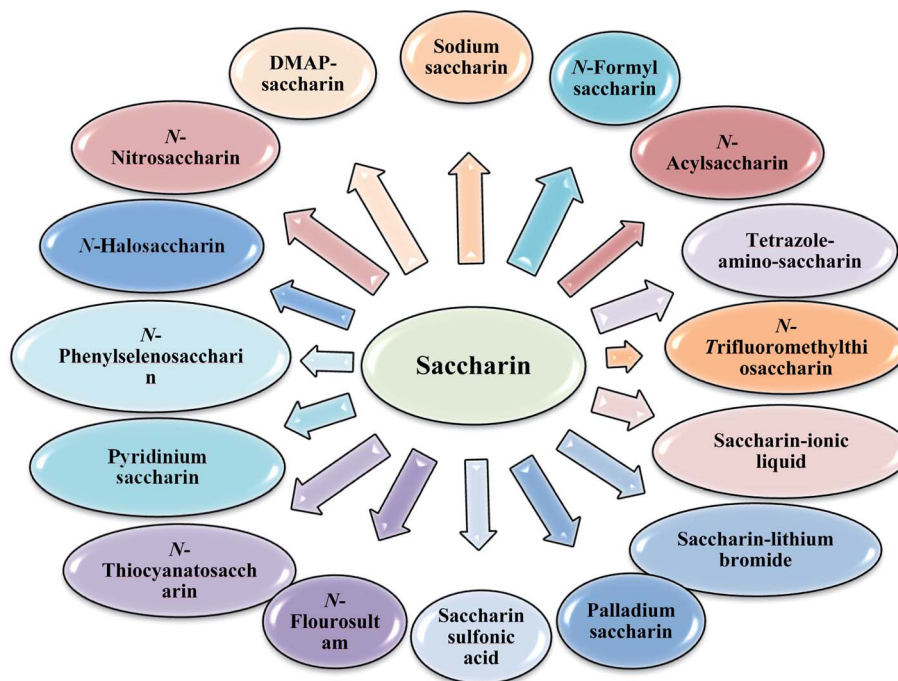 Sodium
saccharin
N-Formyl
saccharin
N-
Acylsaccharin
Tetrazole-
amino-saccharin
N-
Trifluoromethylthi
osaccharin
Saccharin-ionic
liquid
Saccharin-lithium
bromide
Palladium
saccharin
Saccharin
sulfonic
acid
N-
Flourosult
am
N-
Thiocyanatosacch
arin
Pyridinium
saccharin
N-
Phenylselenosacchari
n
N-Halosaccharin
N-
Nitrosaccharin
DMAP-
saccharin
Saccharin